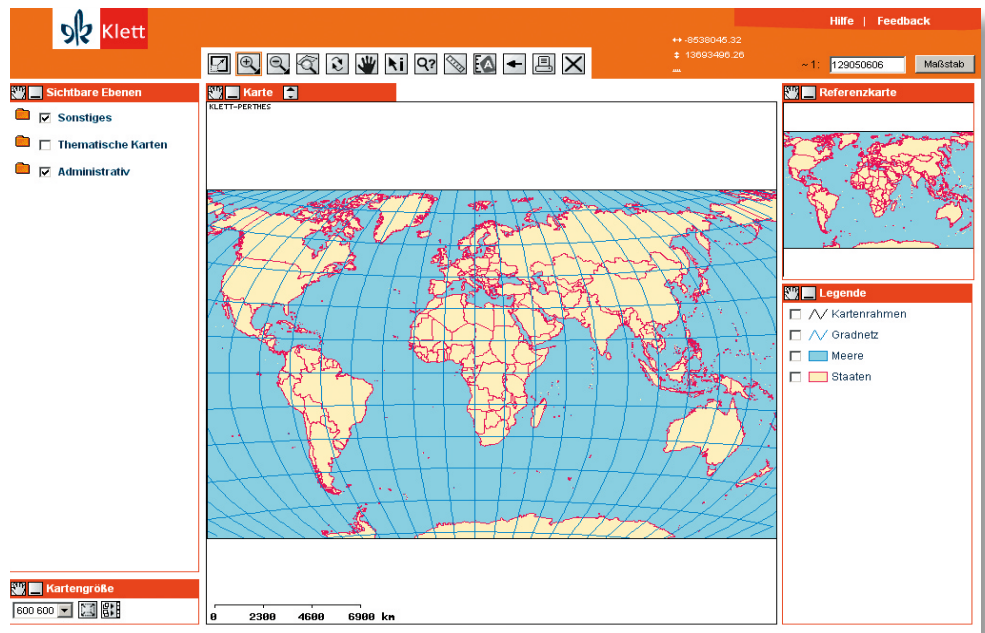 Klett
Hilfe | Feedback
-8538045.32
13693496.26
...
~ 1: 129050606 Maßstab
Sichtbare Ebenen
Sonstiges
Thematische Karten
Administrativ
Karte
KLETT-PERTHES
Referenzkarte
Legende
Kartenrahmen
Gradnetz
Meere
Staaten
Kartengröße
600 600
0 2300 4600 6900 km